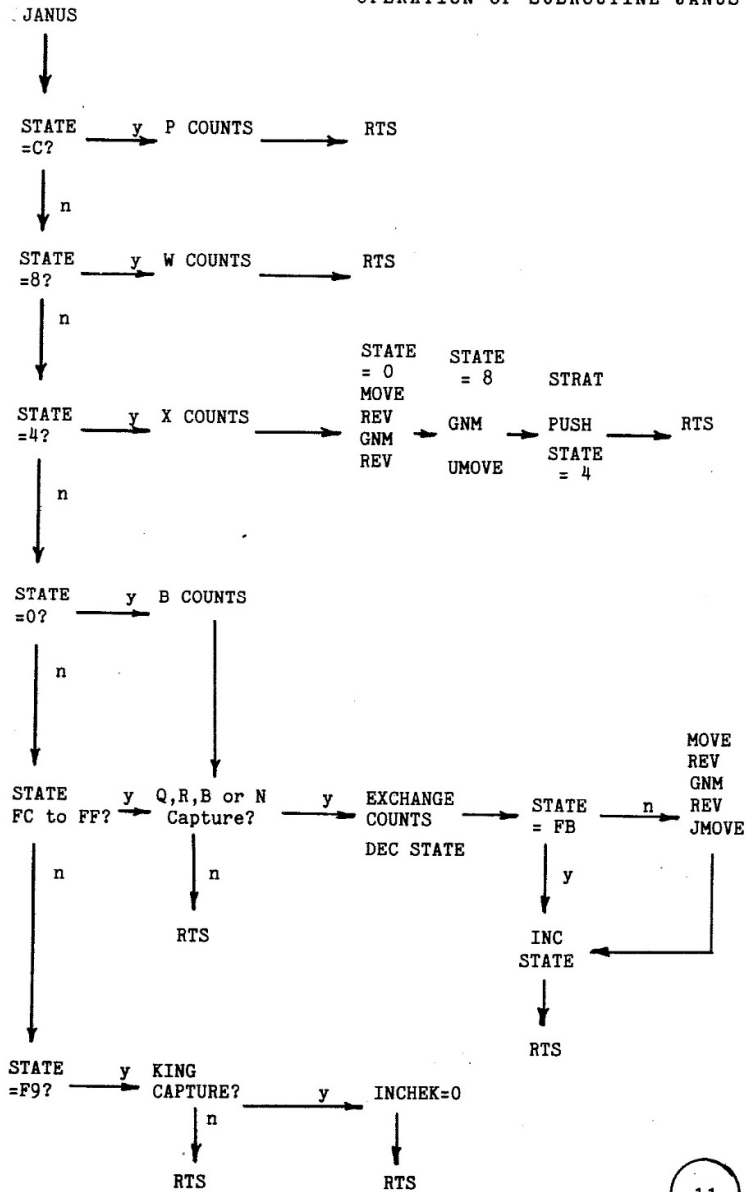 OPERATION OF SUBROUTINE JANUS
JANUS
STATE y P COUNTS RTS
=C?
n
STATE y W COUNTS RTS
=8?
n
STATE STATE
= 0 = 8 STRAT
MOVE
STATE y X COUNTS REV GNM PUSH RTS
=4? GNM STATE
REV UMOVE = 4
n
STATE y B COUNTS
=0?
n
MOVE
REV
GNM
STATE y Q,R,B or N y EXCHANGE STATE n REV
FC to FF? Capture? COUNTS = FB JMOVE
DEC STATE
n n y
RTS INC
STATE
RTS
STATE y KING y INCHEK=0
=F9? CAPTURE?
n
RTS RTS
11